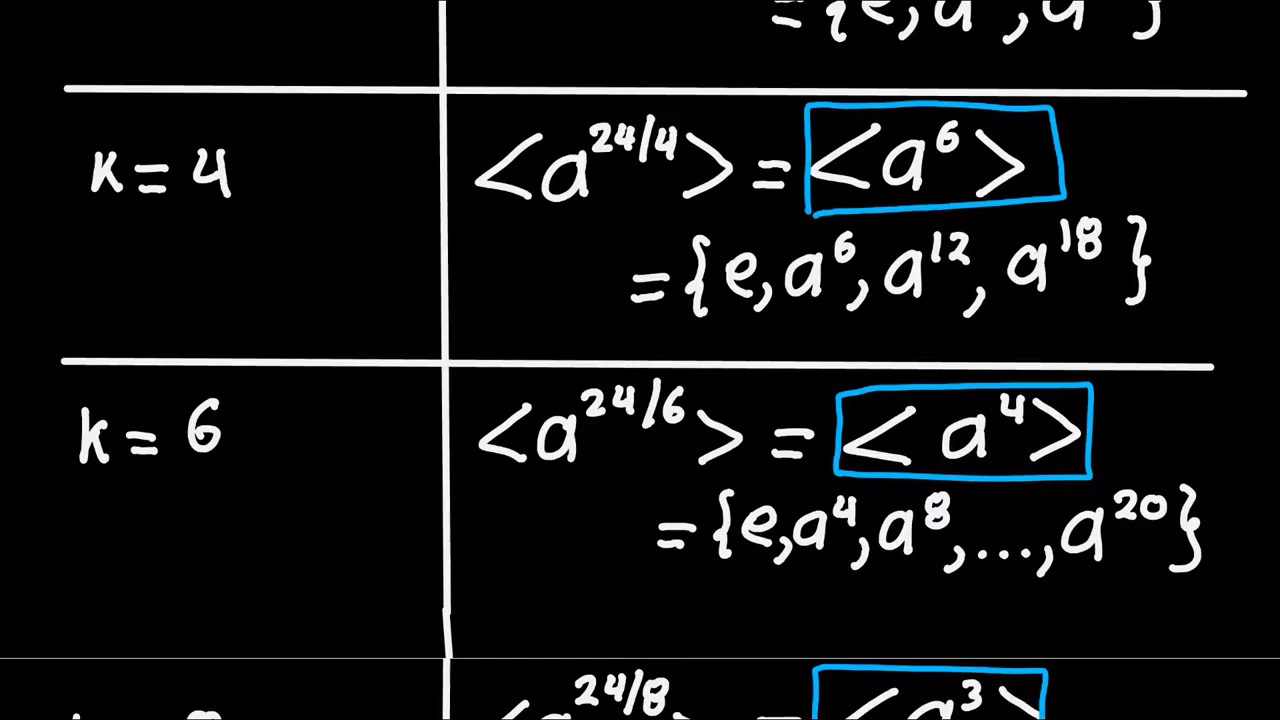 ={e, a , a }
k = 4 <a^24/4> = <a^6>
={e, a^6, a^12, a^18}
k = 6 <a^24/6> = <a^4>
={e, a^4, a^8, ..., a^20}
<a^24/8> = <a^3>